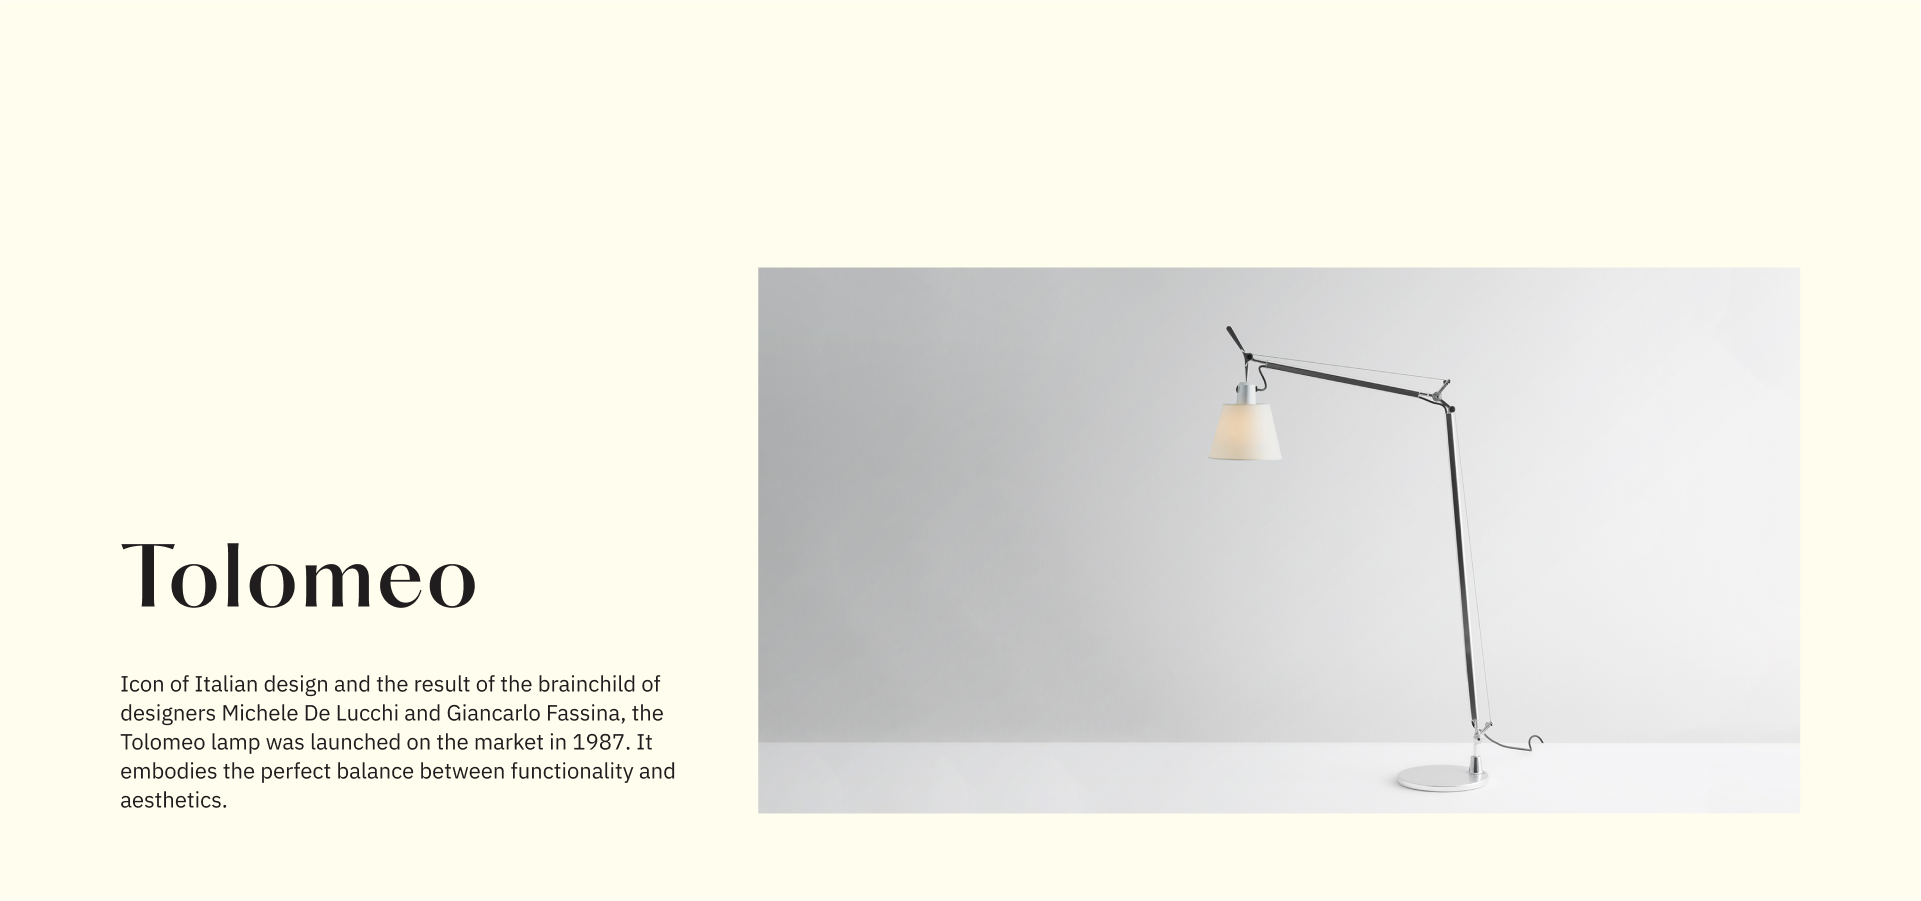 Tolomeo
Icon of Italian design and the result of the brainchild of
designers Michele De Lucchi and Giancarlo Fassina, the
Tolomeo lamp was launched on the market in 1987. It
embodies the perfect balance between functionality and
aesthetics.